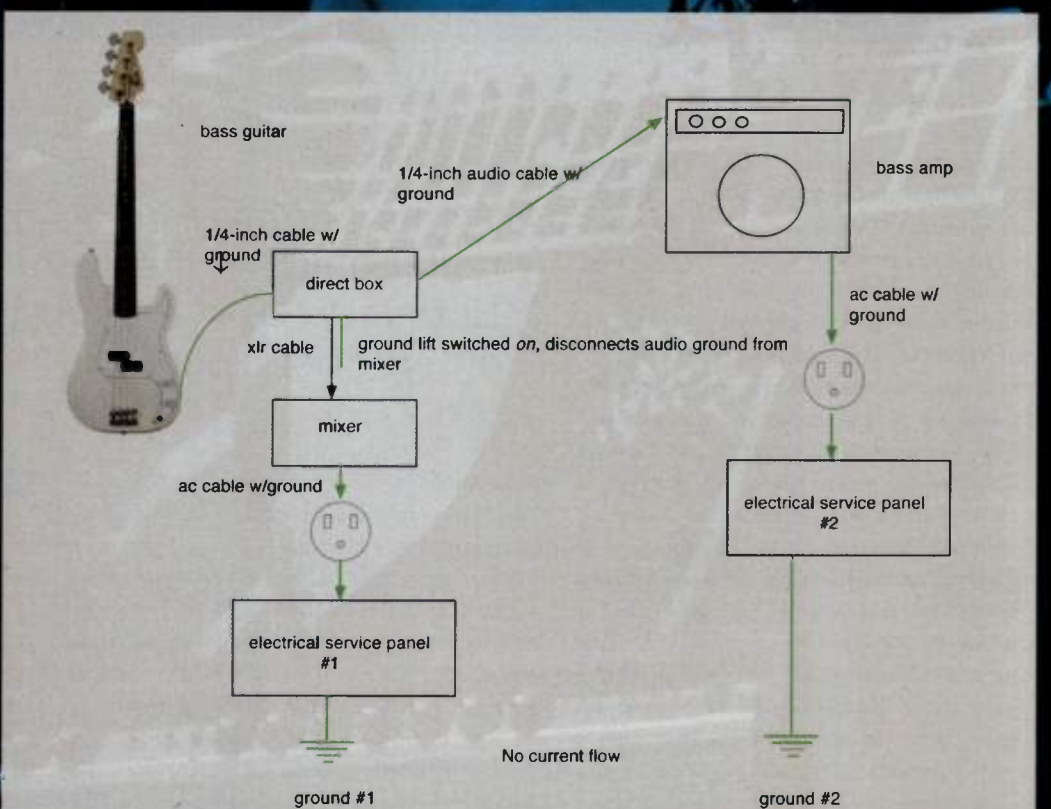 bass guitar
1/4-inch audio cable w/
ground
bass amp
1/4-inch cable w/
ground
direct box
ac cable w/
ground
xlr cable
ground lift switched on, disconnects audio ground from
mixer
mixer
ac cable w/ground
electrical service panel
#2
electrical service panel
#1
No current flow
ground #1
ground #2